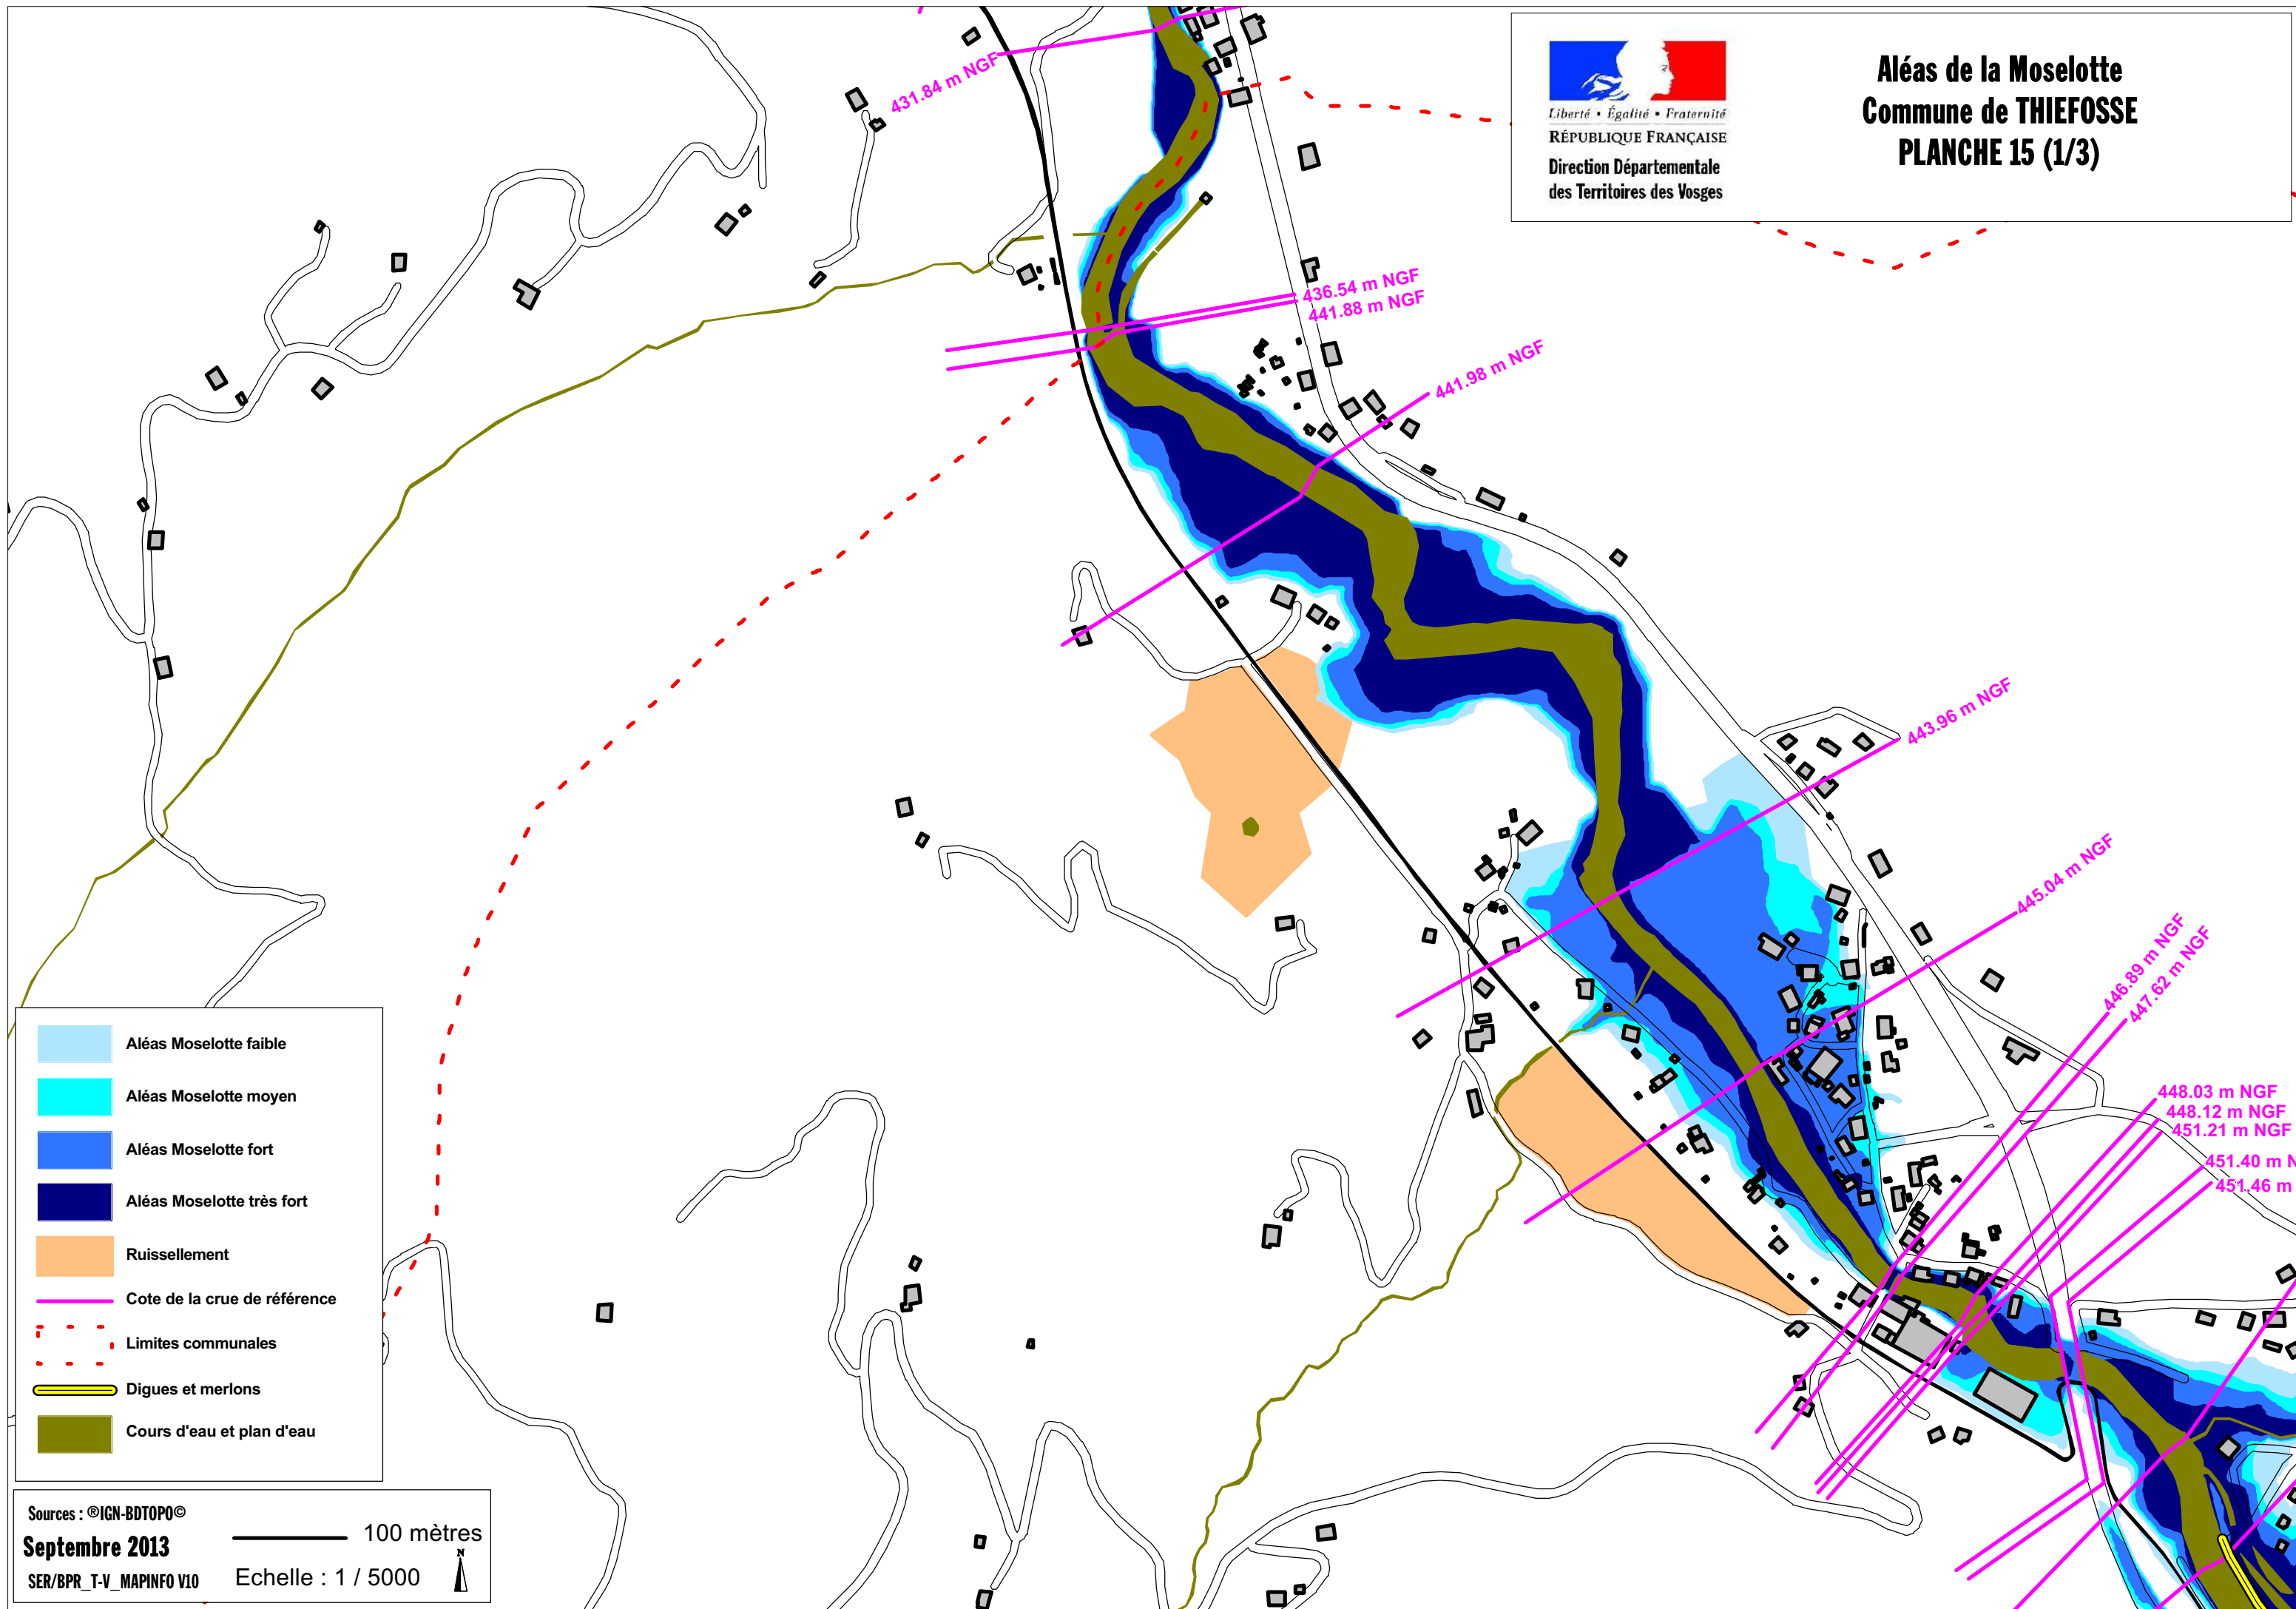 Liberté • Égalité • Fraternité
RÉPUBLIQUE FRANÇAISE
Direction Départementale
des Territoires des Vosges
Aléas de la Moselotte
Commune de THIEFOSSE
PLANCHE 15 (1/3)
431.84 m NGF
436.54 m NGF
441.88 m NGF
441.98 m NGF
443.96 m NGF
445.04 m NGF
446.89 m NGF
447.62 m NGF
448.03 m NGF
448.12 m NGF
451.21 m NGF
451.40 m N
451.46 m
Aléas Moselotte faible
Aléas Moselotte moyen
Aléas Moselotte fort
Aléas Moselotte très fort
Ruissellement
Cote de la crue de référence
Limites communales
Digues et merlons
Cours d'eau et plan d'eau
Sources : ®IGN-BDTOPO©
Septembre 2013
SER/BPR_T-V_MAPINFO V10
100 mètres
Echelle : 1 / 5000
N